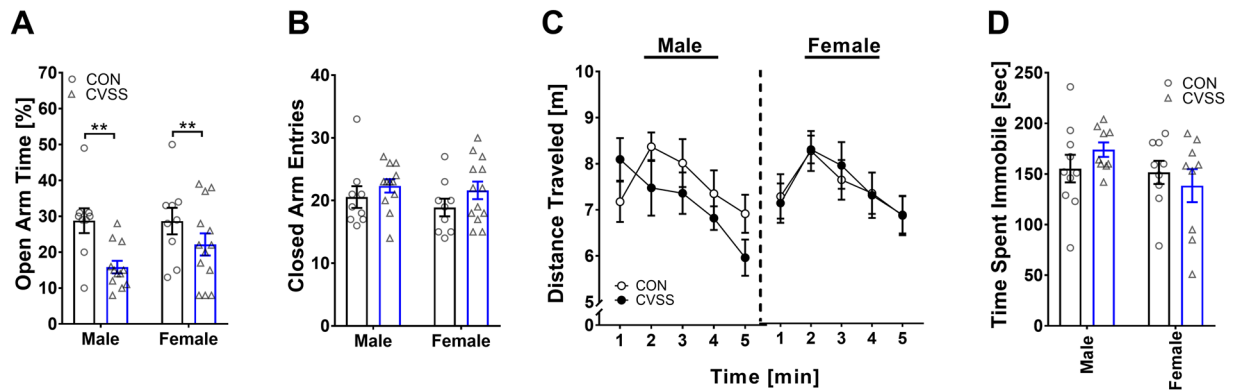 A
Open Arm Time [%]
70
60
50
40
30
20
10
0
CON
CVSS
**
**
Male
Female
B
Closed Arm Entries
40
30
20
10
0
Male
Female
C
Male
Female
Distance Traveled [m]
10
9
8
7
6
5
0
CON
CVSS
1 2 3 4 5 1 2 3 4 5
Time [min]
D
Time Spent Immobile [sec]
250
200
150
100
50
0
CON
CVSS
Male
Female